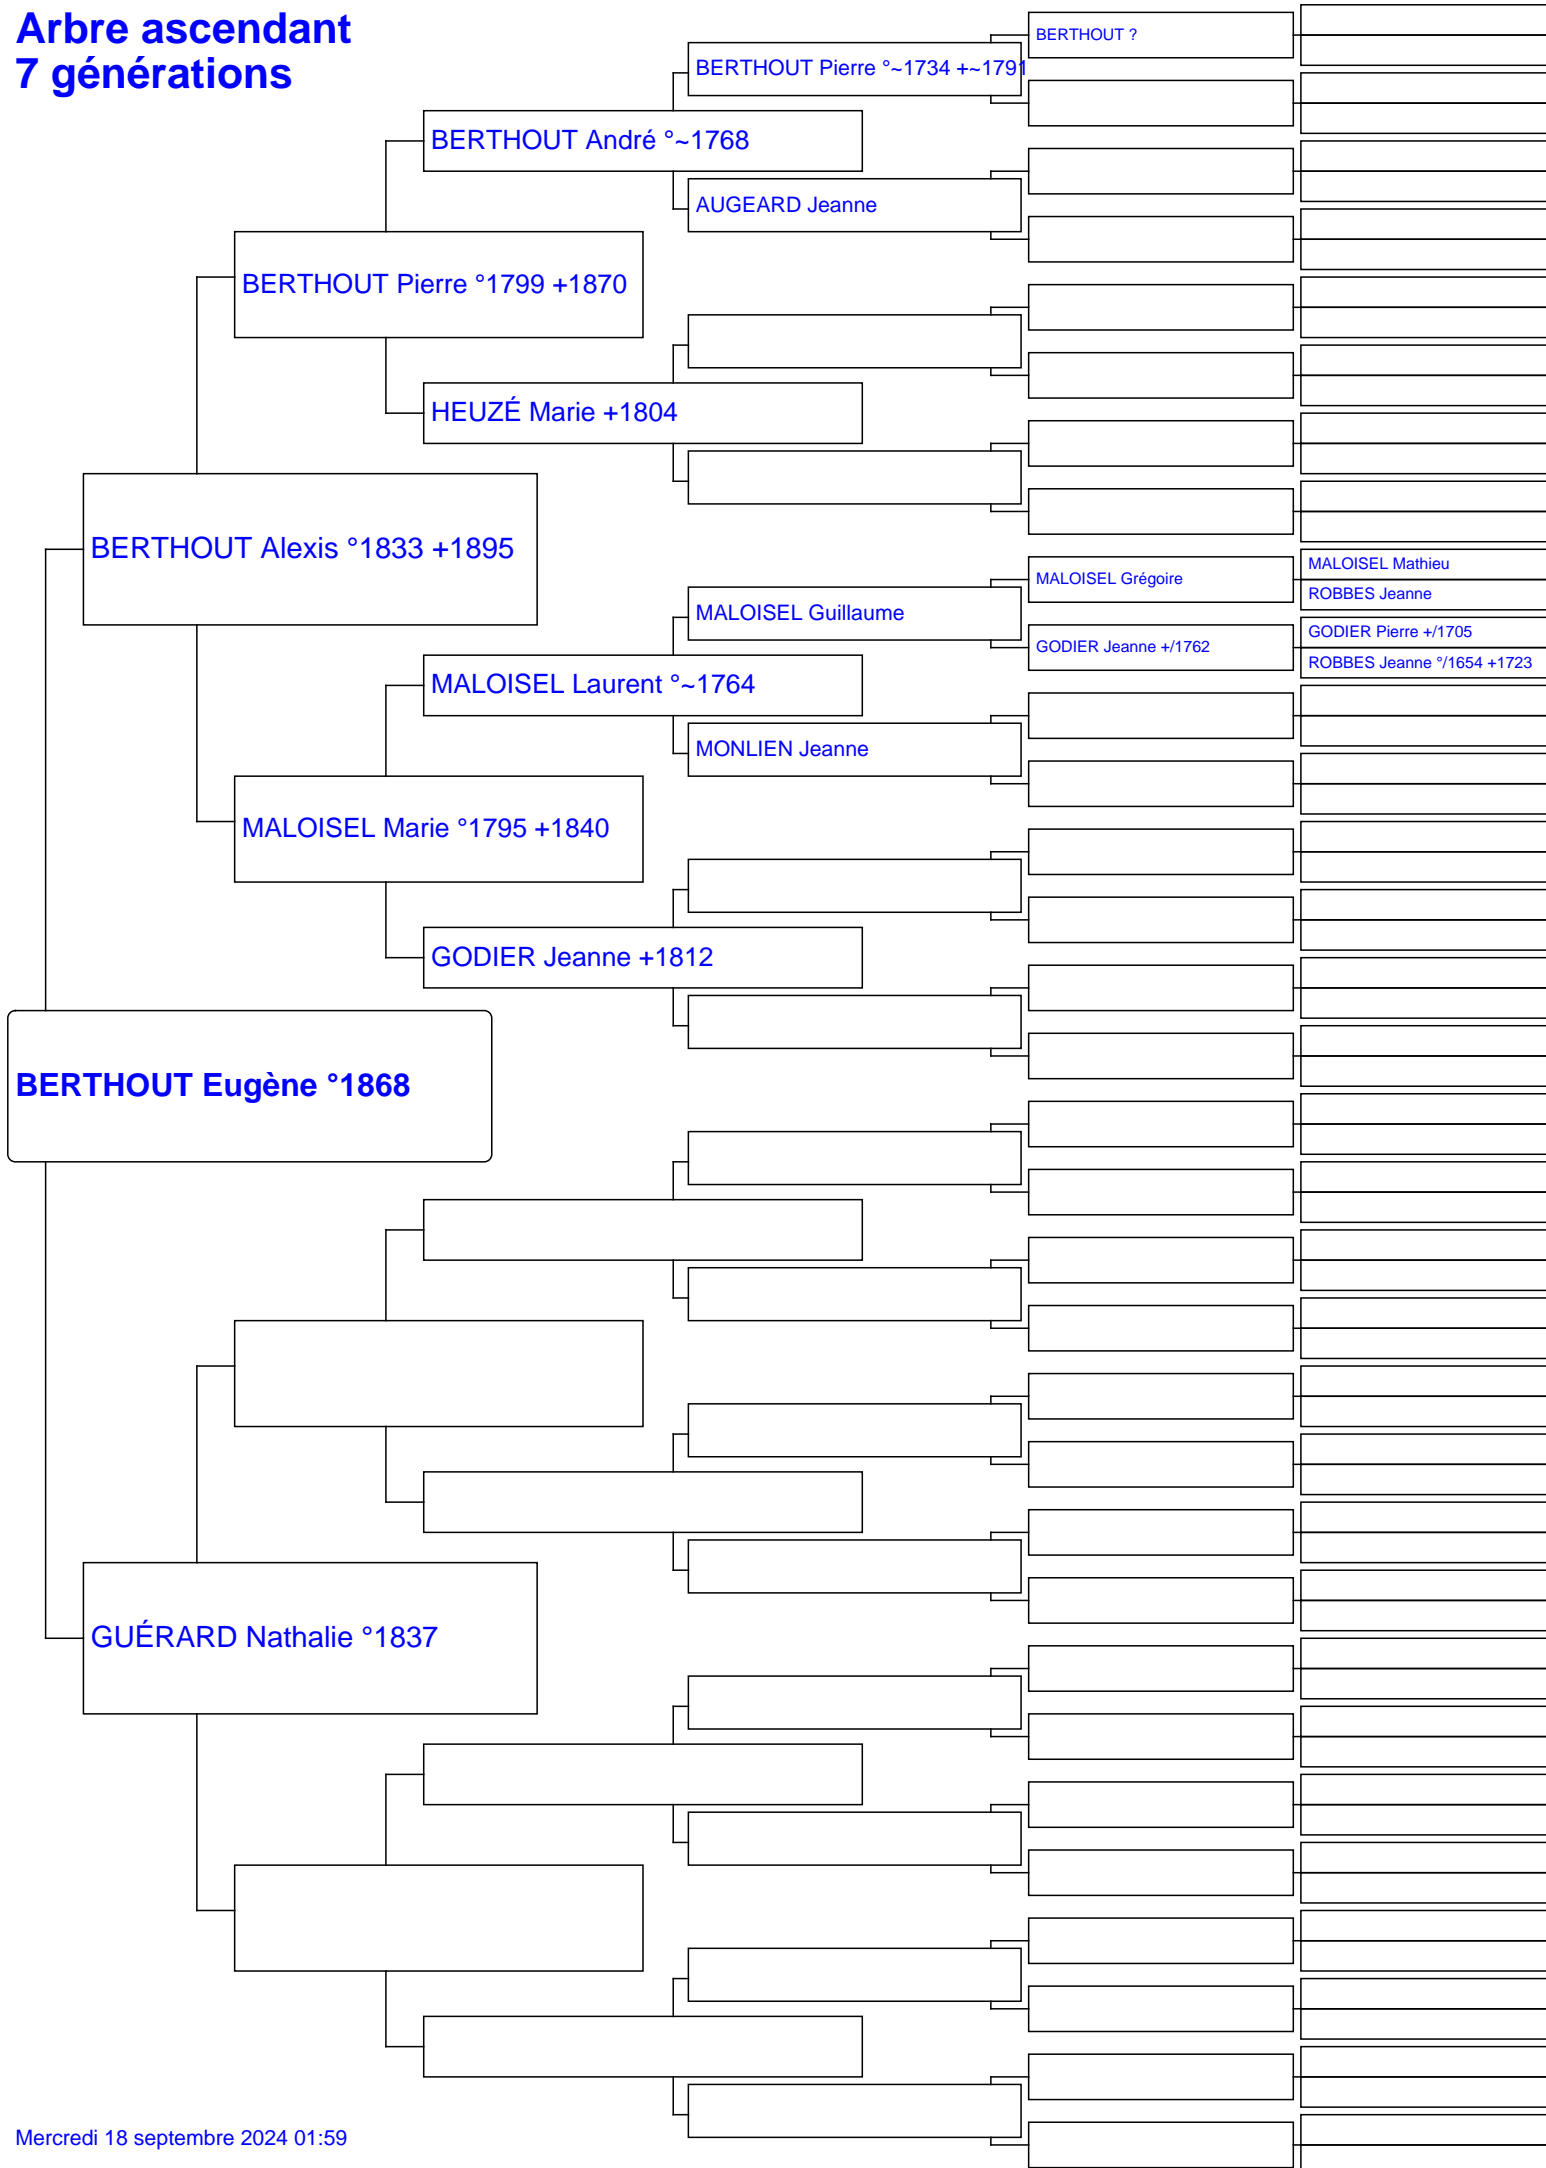 Arbre ascendant
7 générations
BERTHOUT ?
BERTHOUT Pierre °~1734 +~1791
BERTHOUT André °~1768
AUGEARD Jeanne
BERTHOUT Pierre °1799 +1870
HEUZÉ Marie +1804
BERTHOUT Alexis °1833 +1895
MALOISEL Mathieu
MALOISEL Grégoire
ROBBES Jeanne
MALOISEL Guillaume
GODIER Pierre +/1705
GODIER Jeanne +/1762
ROBBES Jeanne °/1654 +1723
MALOISEL Laurent °~1764
MONLIEN Jeanne
MALOISEL Marie °1795 +1840
GODIER Jeanne +1812
BERTHOUT Eugène °1868
GUÉRARD Nathalie °1837
Mercredi 18 septembre 2024 01:59